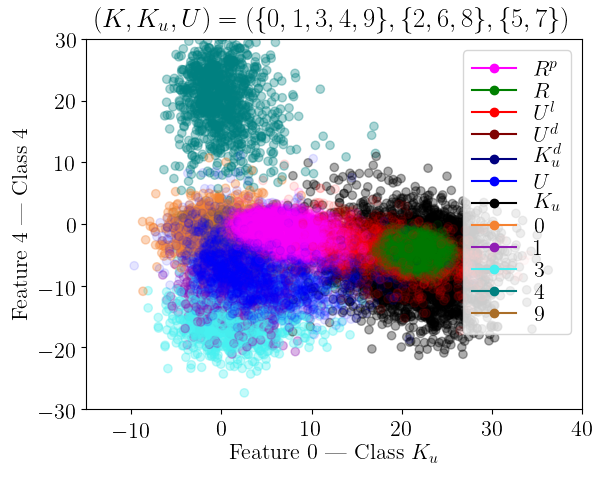 (K, K_u, U) = ({0, 1, 3, 4, 9}, {2, 6, 8}, {5, 7})
30
20
10
0
−10
−20
−30
Feature 4 — Class 4
R^p
R
U^l
U^d
K_u^d
U
K_u
0
1
3
4
9
−10
0
10
20
30
40
Feature 0 — Class K_u